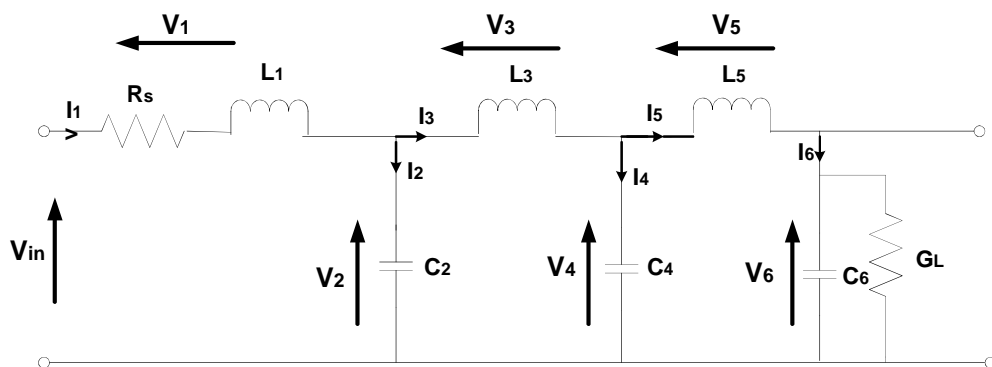 V1 V3 V5
L1 L3 L5
I1 Rs I3 I5
I2 I4 I6
Vin V2 C2 V4 C4 V6 C6 GL